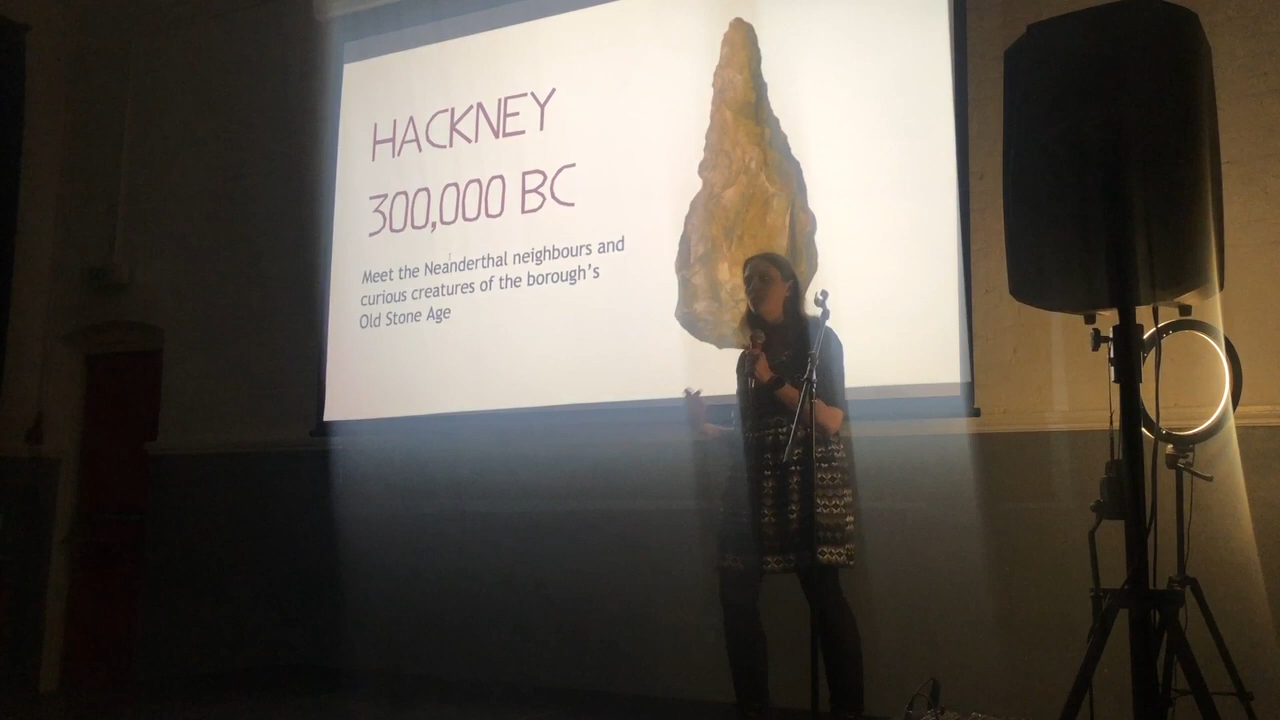 HACKNEY
300,000 BC
Meet the Neanderthal neighbours and
curious creatures of the borough's
Old Stone Age